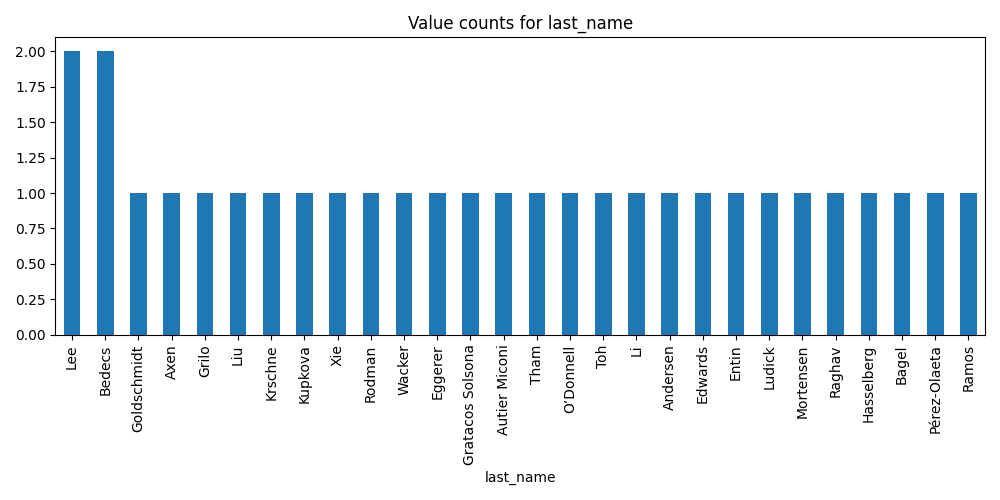 Value counts for last_name
2.00
1.75
1.50
1.25
1.00
0.75
0.50
0.25
0.00
Lee
Bedecs
Goldschmidt
Axen
Grilo
Liu
Krschne
Kupkova
Xie
Rodman
Wacker
Eggerer
Gratacos Solsona
Autier Miconi
Tham
O’Donnell
Toh
Li
Andersen
Edwards
Entin
Ludick
Mortensen
Raghav
Hasselberg
Bagel
Pérez-Olaeta
Ramos
last_name